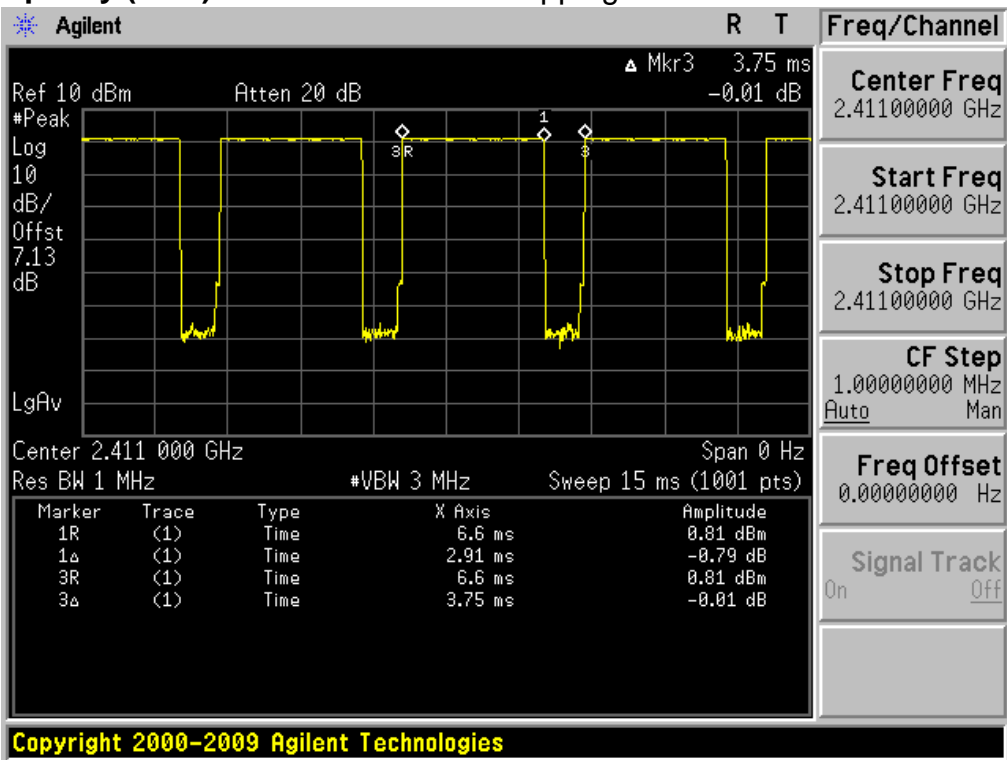 Agilent R T
Freq/Channel
Δ Mkr3 3.75 ms
Ref 10 dBm Atten 20 dB -0.01 dB
#Peak
Log
10
dB/
Offst
7.13
dB
LgAv
1
3R
3
Center 2.411 000 GHz Span 0 Hz
Res BW 1 MHz #VBW 3 MHz Sweep 15 ms (1001 pts)
Marker Trace Type X Axis Amplitude
1R (1) Time 6.6 ms 0.81 dBm
1Δ (1) Time 2.91 ms -0.79 dB
3R (1) Time 6.6 ms 0.81 dBm
3Δ (1) Time 3.75 ms -0.01 dB
Center Freq
2.41100000 GHz
Start Freq
2.41100000 GHz
Stop Freq
2.41100000 GHz
CF Step
1.00000000 MHz
Auto Man
Freq Offset
0.00000000 Hz
Signal Track
On Off
Copyright 2000-2009 Agilent Technologies